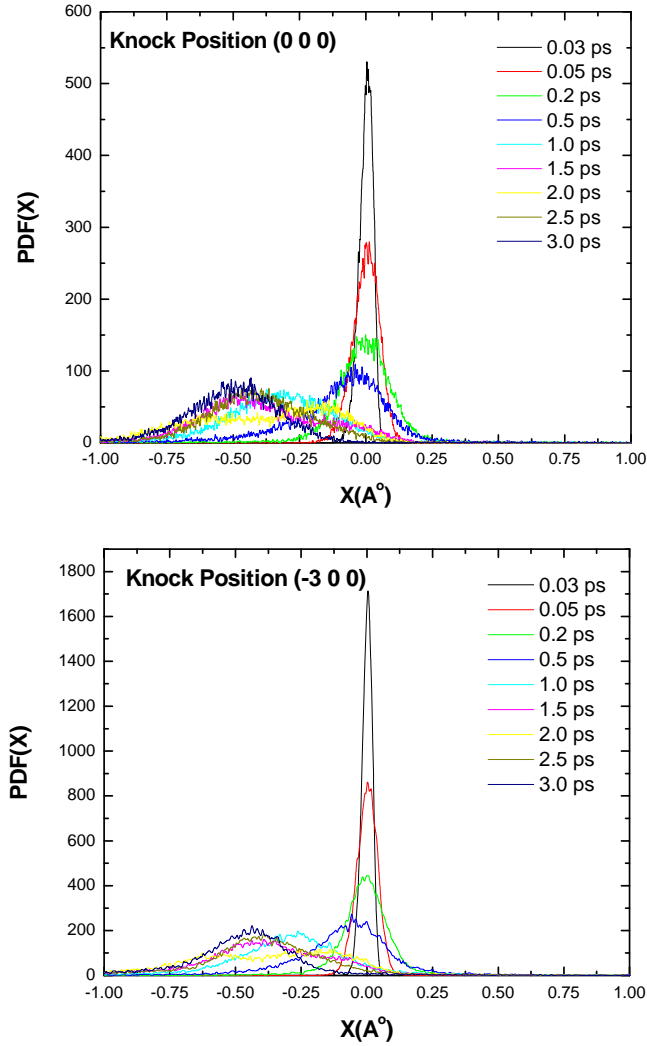 Knock Position (0 0 0)
600
500
400
300
200
100
0
PDF(X)
0.03 ps
0.05 ps
0.2 ps
0.5 ps
1.0 ps
1.5 ps
2.0 ps
2.5 ps
3.0 ps
-1.00 -0.75 -0.50 -0.25 0.00 0.25 0.50 0.75 1.00
X(Aº)
Knock Position (-3 0 0)
1800
1600
1400
1200
1000
800
600
400
200
0
PDF(X)
0.03 ps
0.05 ps
0.2 ps
0.5 ps
1.0 ps
1.5 ps
2.0 ps
2.5 ps
3.0 ps
-1.00 -0.75 -0.50 -0.25 0.00 0.25 0.50 0.75 1.00
X(Aº)